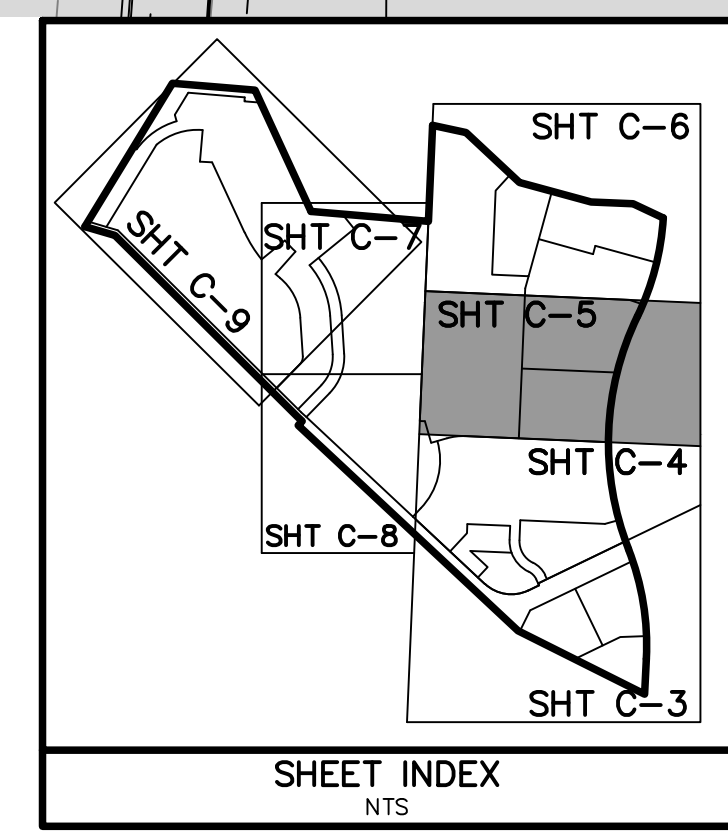 SHT C-6
SHT C-7
SHT C-9
SHT C-5
SHT C-4
SHT C-8
SHT C-3
SHEET INDEX
NTS